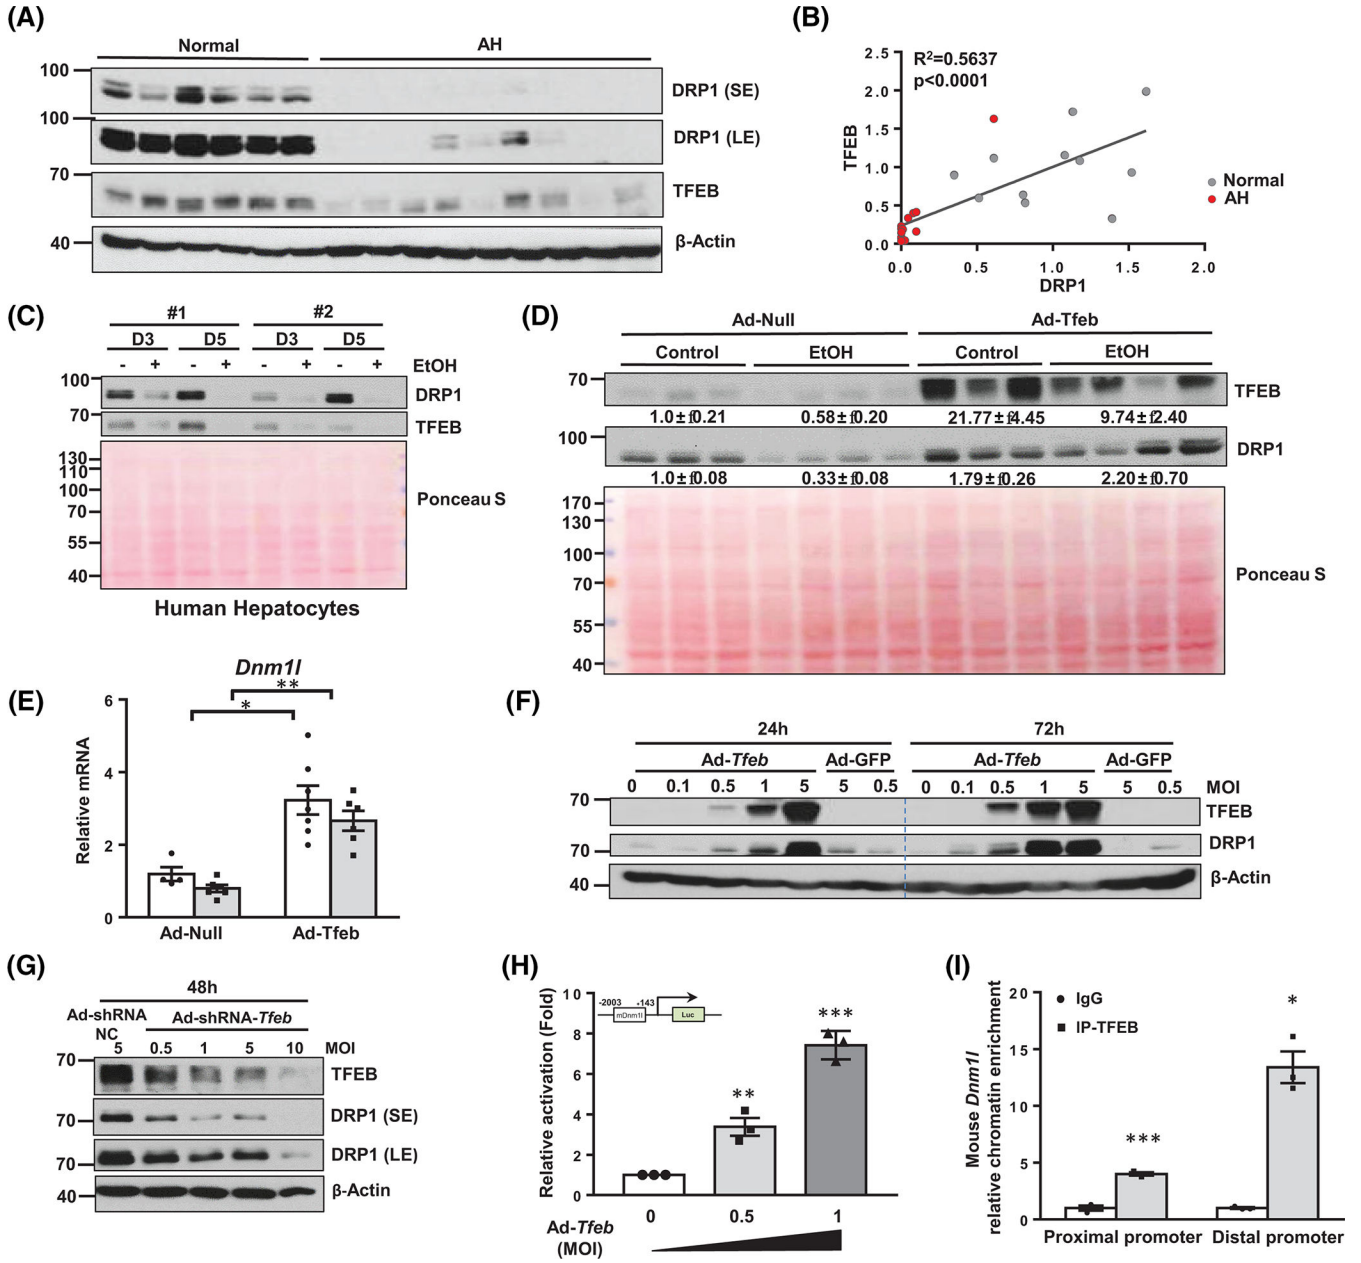 (A)
Normal AH
100
DRP1 (SE)
100
DRP1 (LE)
70
TFEB
40
β-Actin
(B)
2.5
2.0
1.5
1.0
0.5
0.0
TFEB
R²=0.5637
p<0.0001
Normal
AH
0.0 0.5 1.0 1.5 2.0
DRP1
(C)
#1 #2
D3 D5 D3 D5
- + - + - + - + EtOH
100
DRP1
70
TFEB
130
110
100
70
55
40
Ponceau S
Human Hepatocytes
(D)
Ad-Null Ad-Tfeb
Control EtOH Control EtOH
70
TFEB
1.0±f0.21 0.58±f0.20 21.77±f4.45 9.74±f2.40
100
DRP1
1.0±f0.08 0.33±f0.08 1.79±f0.26 2.20±f0.70
170
130
100
70
55
40
Ponceau S
(E)
Dnm1l
**
*
6
4
2
0
Relative mRNA
Ad-Null Ad-Tfeb
(F)
24h 72h
Ad-Tfeb Ad-GFP Ad-Tfeb Ad-GFP
0 0.1 0.5 1 5 5 0.5 0 0.1 0.5 1 5 5 0.5 MOI
70
TFEB
70
DRP1
40
β-Actin
(G)
48h
Ad-shRNA Ad-shRNA-Tfeb
NC
5 0.5 1 5 10 MOI
70
TFEB
70
DRP1 (SE)
70
DRP1 (LE)
40
β-Actin
(H)
10
8
6
4
2
0
Relative activation (Fold)
-2003 +143
mDnm1l Luc
**
***
0 0.5 1
Ad-Tfeb
(MOI)
(I)
20
15
10
5
0
Mouse Dnm1l
relative chromatin enrichment
IgG
IP-TFEB
***
*
Proximal promoter Distal promoter